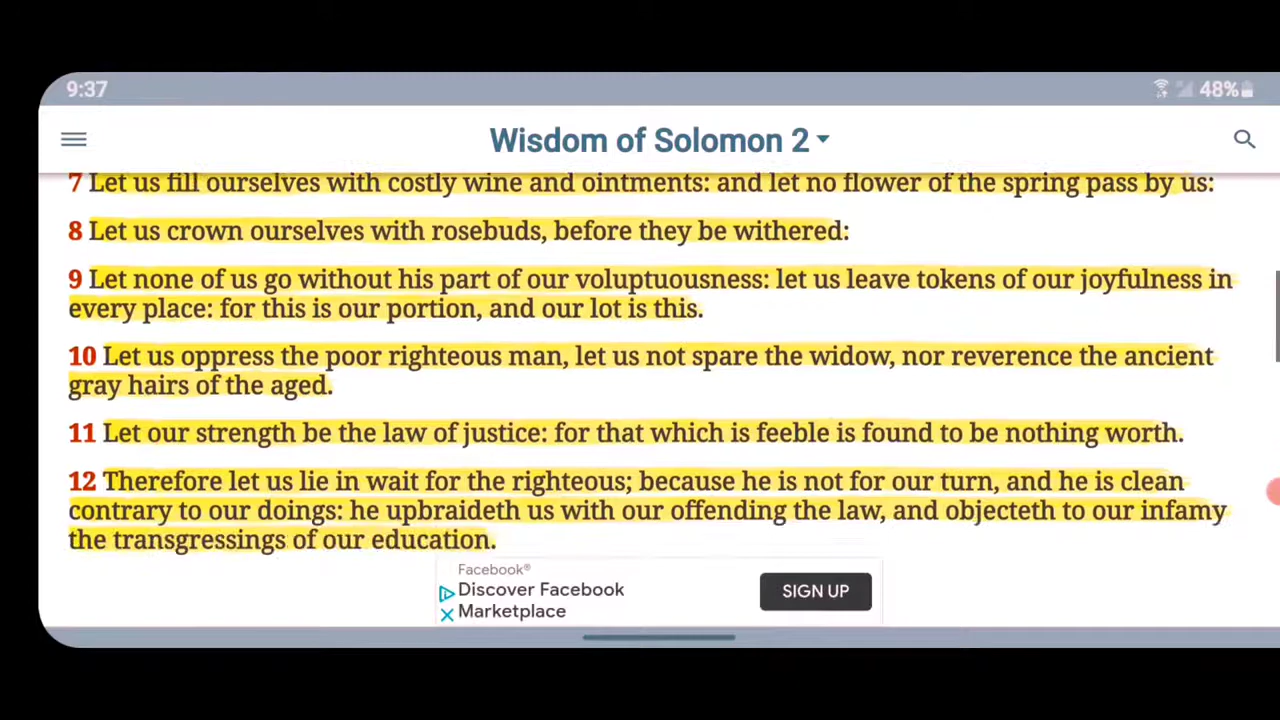 9:37
48%
Wisdom of Solomon 2
7 Let us fill ourselves with costly wine and ointments: and let no flower of the spring pass by us:
8 Let us crown ourselves with rosebuds, before they be withered:
9 Let none of us go without his part of our voluptuousness: let us leave tokens of our joyfulness in
every place: for this is our portion, and our lot is this.
10 Let us oppress the poor righteous man, let us not spare the widow, nor reverence the ancient
gray hairs of the aged.
11 Let our strength be the law of justice: for that which is feeble is found to be nothing worth.
12 Therefore let us lie in wait for the righteous; because he is not for our turn, and he is clean
contrary to our doings: he upbraideth us with our offending the law, and objecteth to our infamy
the transgressings of our education.
Facebook®
Discover Facebook
Marketplace
SIGN UP